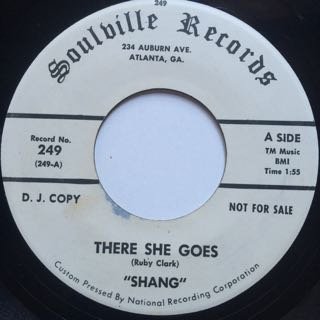 249
Soulville Records
234 AUBURN AVE.
ATLANTA, GA.
Record No.
249
(249-A)
A SIDE
TM Music
BMI
Time 1:55
D. J. COPY
NOT FOR SALE
THERE SHE GOES
(Ruby Clark)
"SHANG"
Custom Pressed By National Recording Corporation